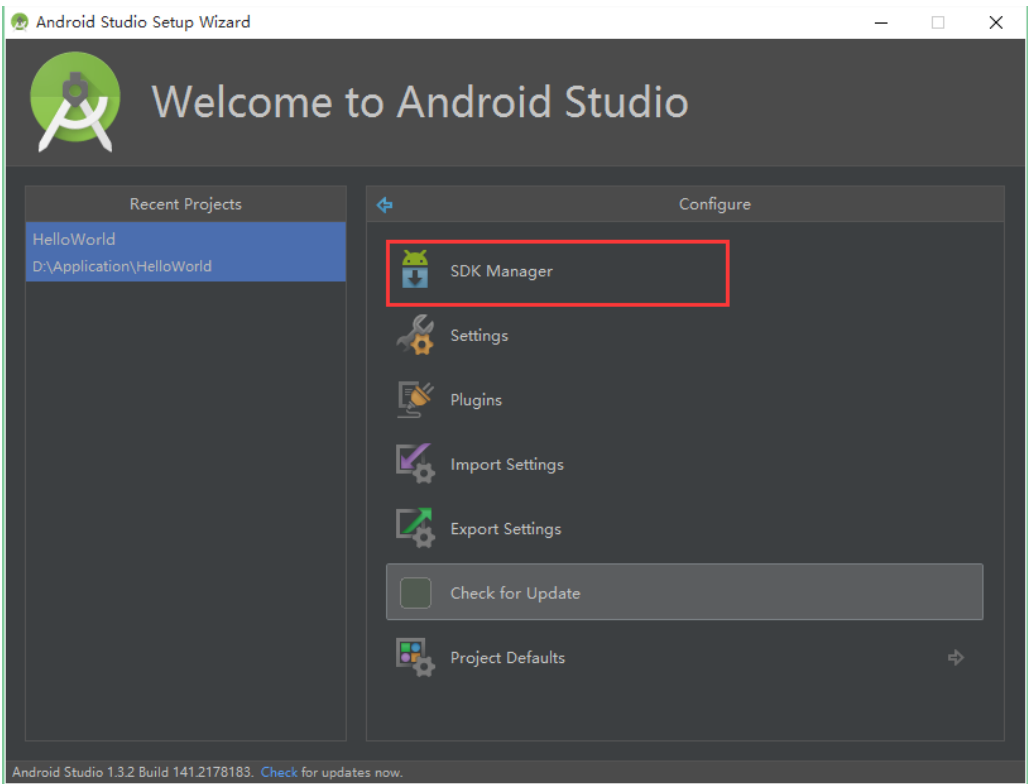 Android Studio Setup Wizard
Welcome to Android Studio
Recent Projects
HelloWorld
D:\Application\HelloWorld
Configure
SDK Manager
Settings
Plugins
Import Settings
Export Settings
Check for Update
Project Defaults
Android Studio 1.3.2 Build 141.2178183. Check for updates now.